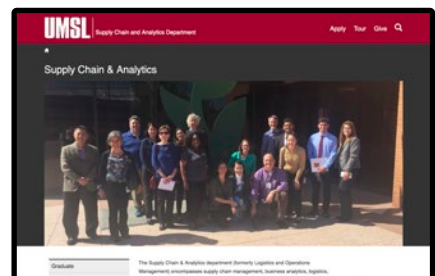 UMSL Supply Chain and Analytics Department
Apply Tour Give
Supply Chain & Analytics
Graduate
The Supply Chain & Analytics department (formerly Logistics and Operations
Management) encompasses supply chain management, business analytics, logistics,